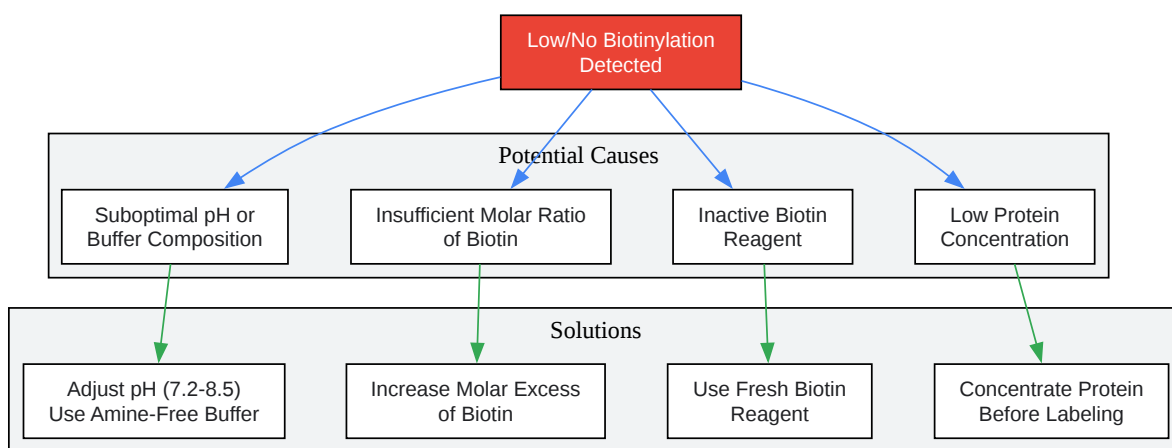 Low/No Biotinylation
Detected
Potential Causes
Suboptimal pH or
Buffer Composition
Insufficient Molar Ratio
of Biotin
Inactive Biotin
Reagent
Low Protein
Concentration
Solutions
Adjust pH (7.2-8.5)
Use Amine-Free Buffer
Increase Molar Excess
of Biotin
Use Fresh Biotin
Reagent
Concentrate Protein
Before Labeling